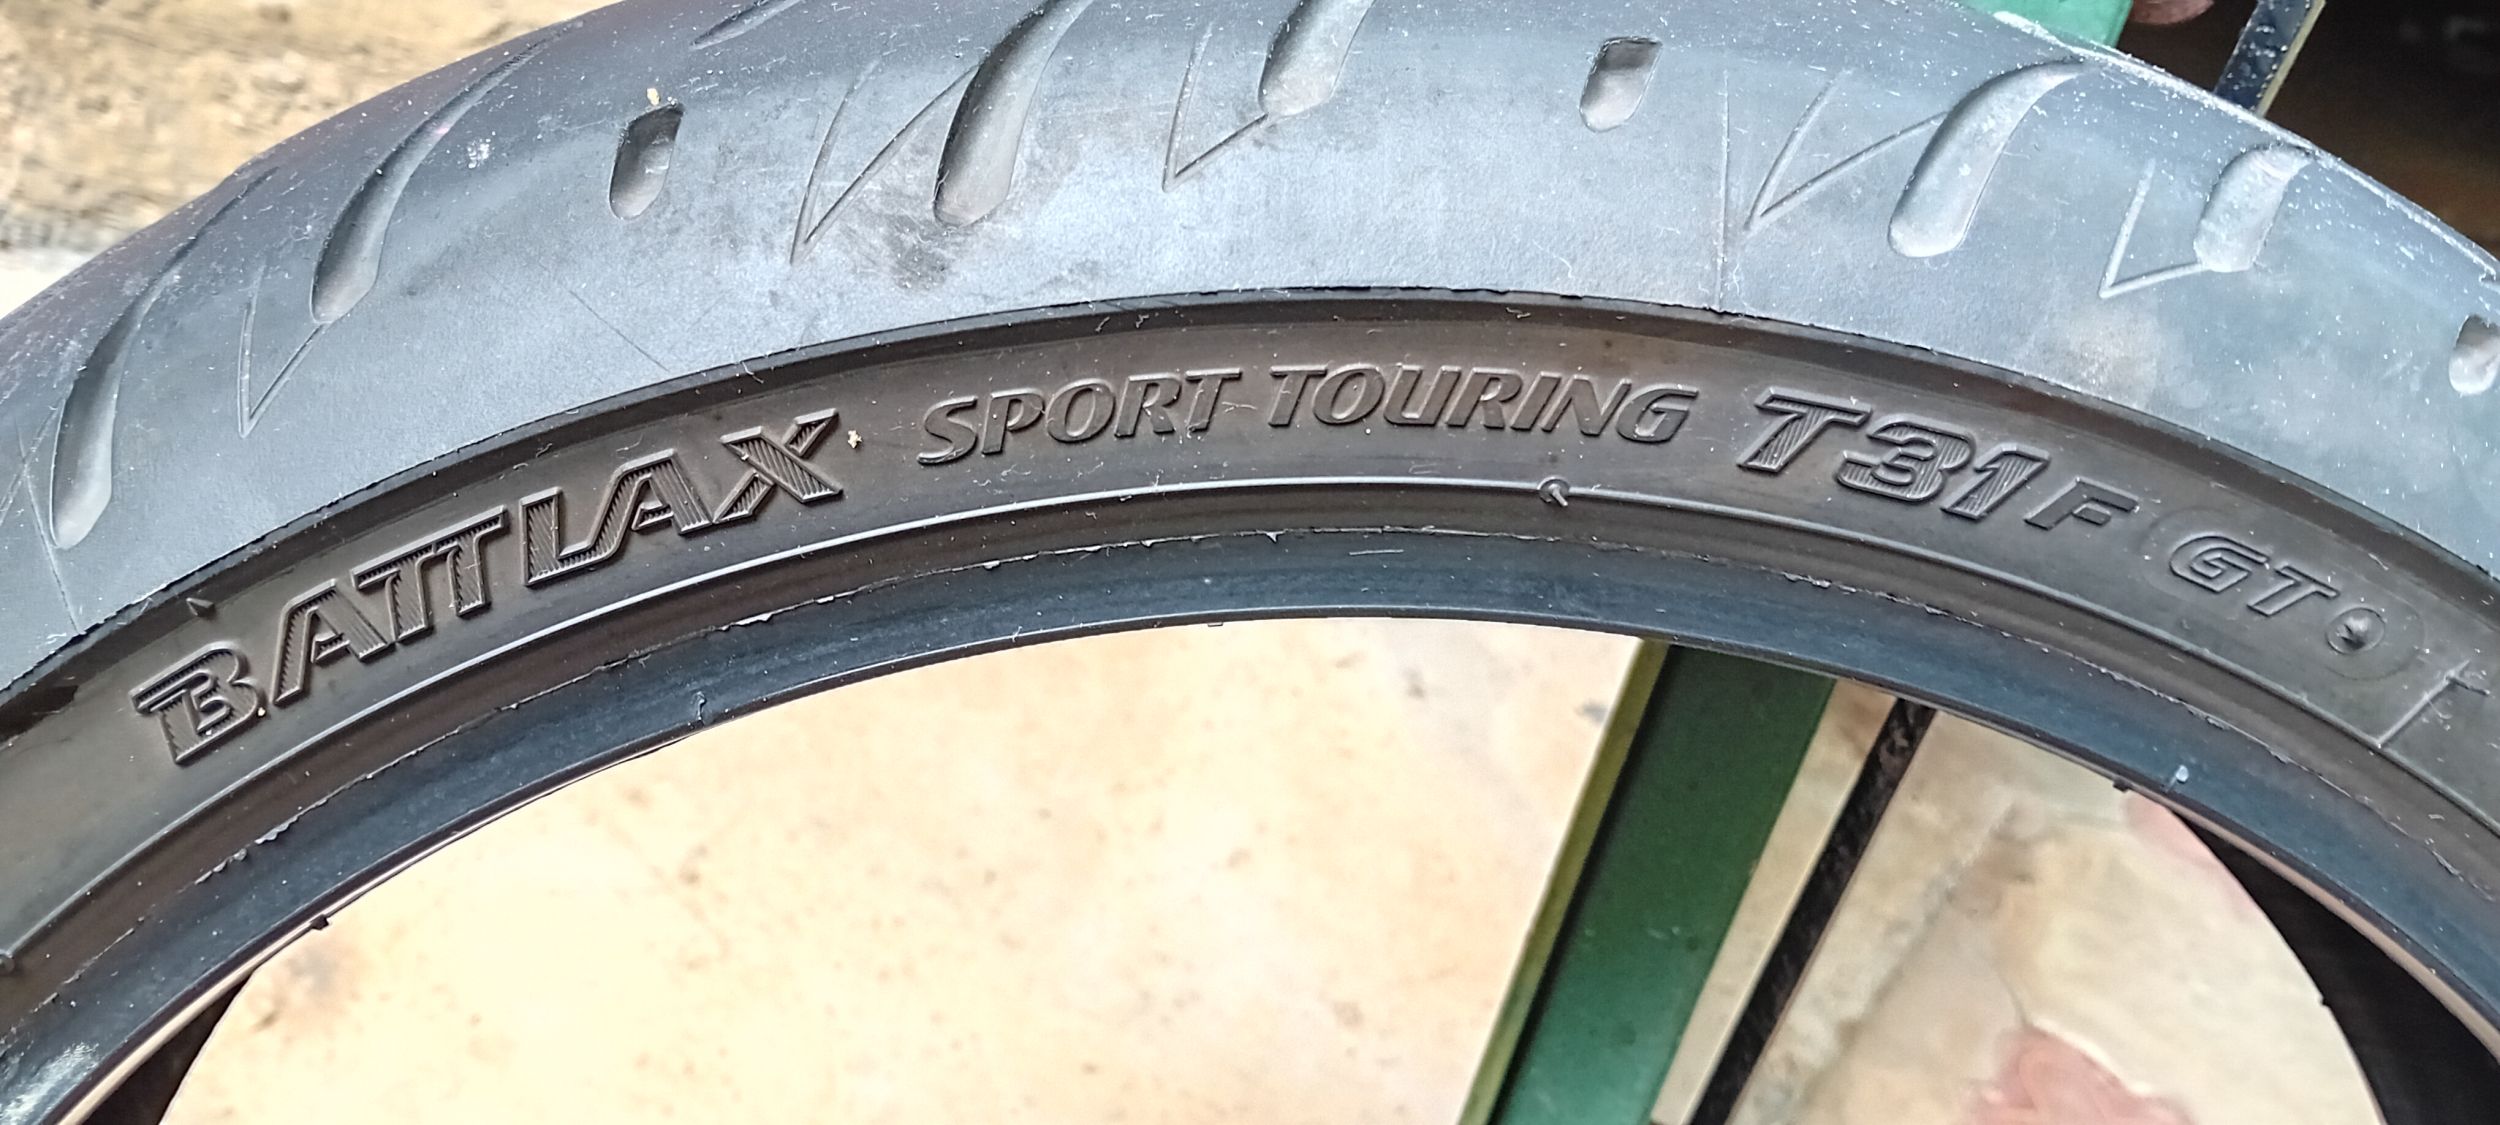 BATTLAX SPORT TOURING T31F GT